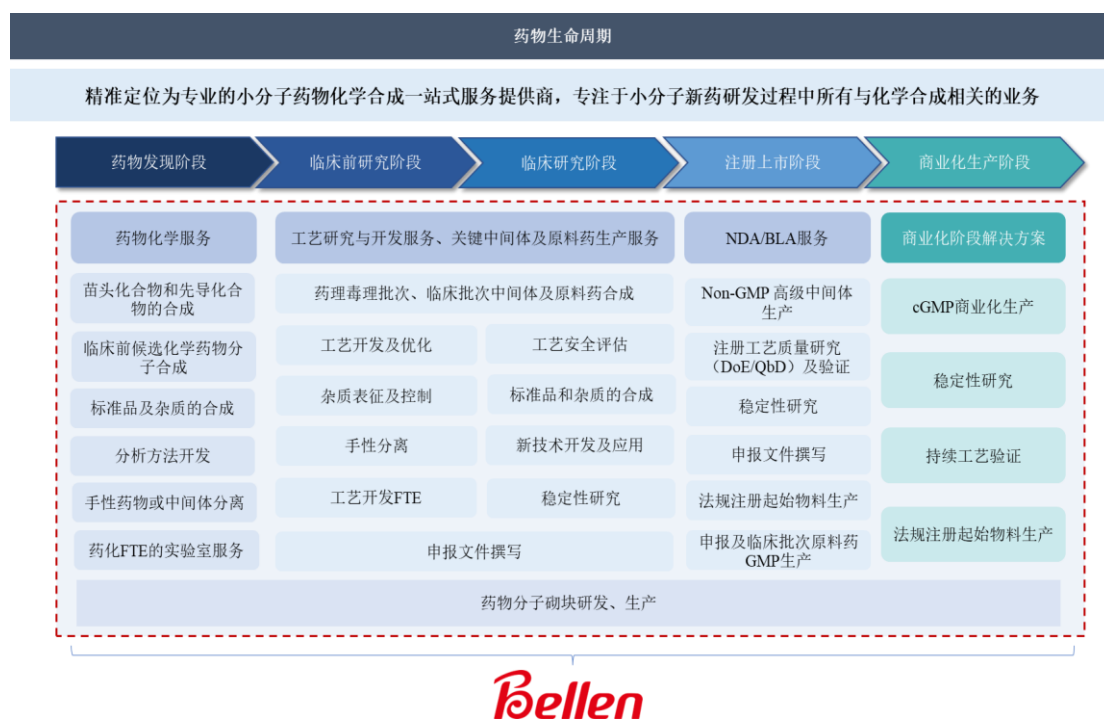 药物生命周期
精准定位为专业的小分子药物化学合成一站式服务提供商，专注于小分子新药研发过程中所有与化学合成相关的业务
药物发现阶段
临床前研究阶段
临床研究阶段
注册上市阶段
商业化生产阶段
药物化学服务
苗头化合物和先导化合
物的合成
临床前候选化学药物分
子合成
标准品及杂质的合成
分析方法开发
手性药物或中间体分离
药化FTE的实验室服务
工艺研究与开发服务、关键中间体及原料药生产服务
药理毒理批次、临床批次中间体及原料药合成
工艺开发及优化
工艺安全评估
杂质表征及控制
标准品和杂质的合成
手性分离
新技术开发及应用
工艺开发FTE
稳定性研究
申报文件撰写
NDA/BLA服务
Non-GMP 高级中间体
生产
注册工艺质量研究
（DoE/QbD）及验证
稳定性研究
申报文件撰写
法规注册起始物料生产
申报及临床批次原料药
GMP生产
商业化阶段解决方案
cGMP商业化生产
稳定性研究
持续工艺验证
法规注册起始物料生产
药物分子砌块研发、生产
Bellen